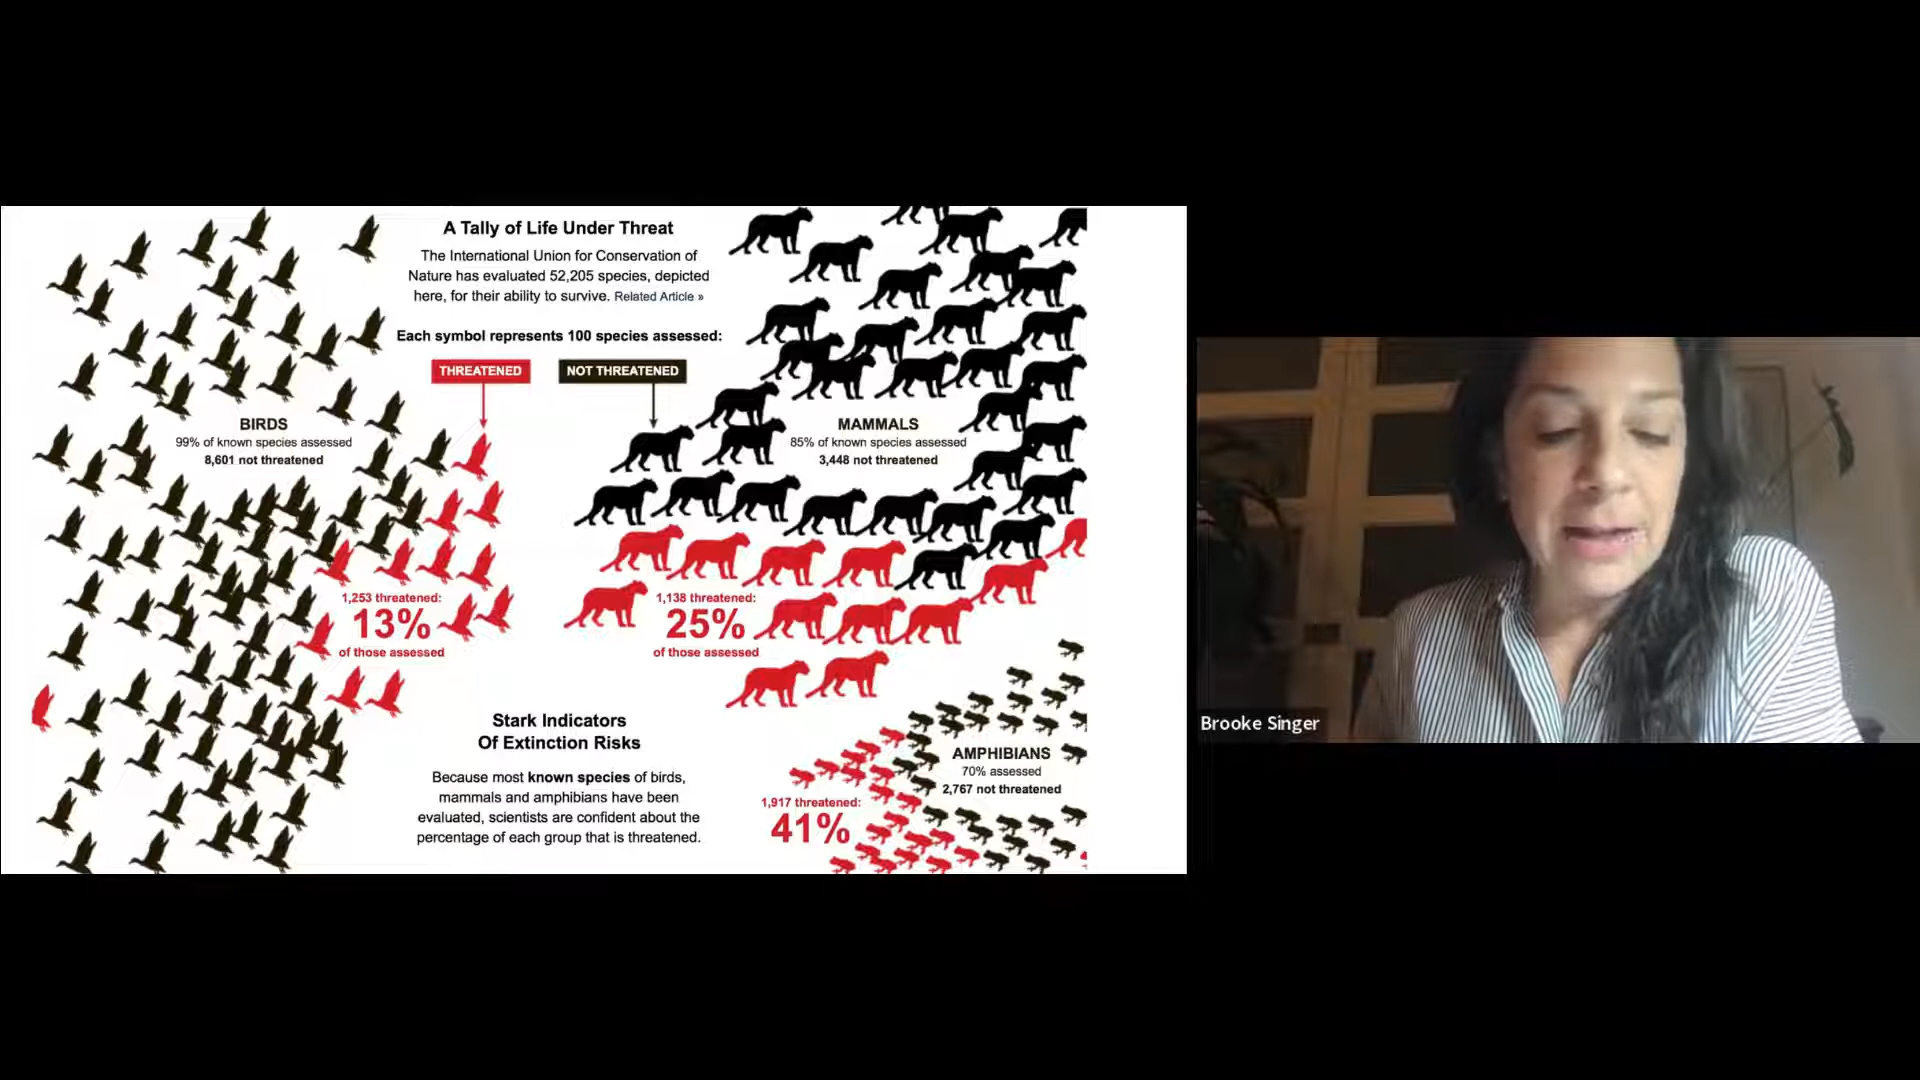 A Tally of Life Under Threat
The International Union for Conservation of
Nature has evaluated 52,205 species, depicted
here, for their ability to survive. Related Article »
Each symbol represents 100 species assessed:
THREATENED
NOT THREATENED
BIRDS
99% of known species assessed
8,601 not threatened
MAMMALS
85% of known species assessed
3,448 not threatened
1,253 threatened:
13%
of those assessed
1,138 threatened:
25%
of those assessed
Stark Indicators
Of Extinction Risks
Because most known species of birds,
mammals and amphibians have been
evaluated, scientists are confident about the
percentage of each group that is threatened.
AMPHIBIANS
70% assessed
2,767 not threatened
1,917 threatened:
41%
Brooke Singer